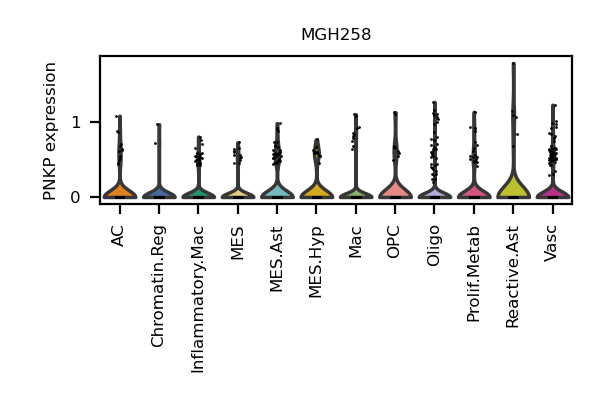 MGH258
PNKP expression
1
0
AC
Chromatin.Reg
Inflammatory.Mac
MES
MES.Ast
MES.Hyp
Mac
OPC
Oligo
Prolif.Metab
Reactive.Ast
Vasc